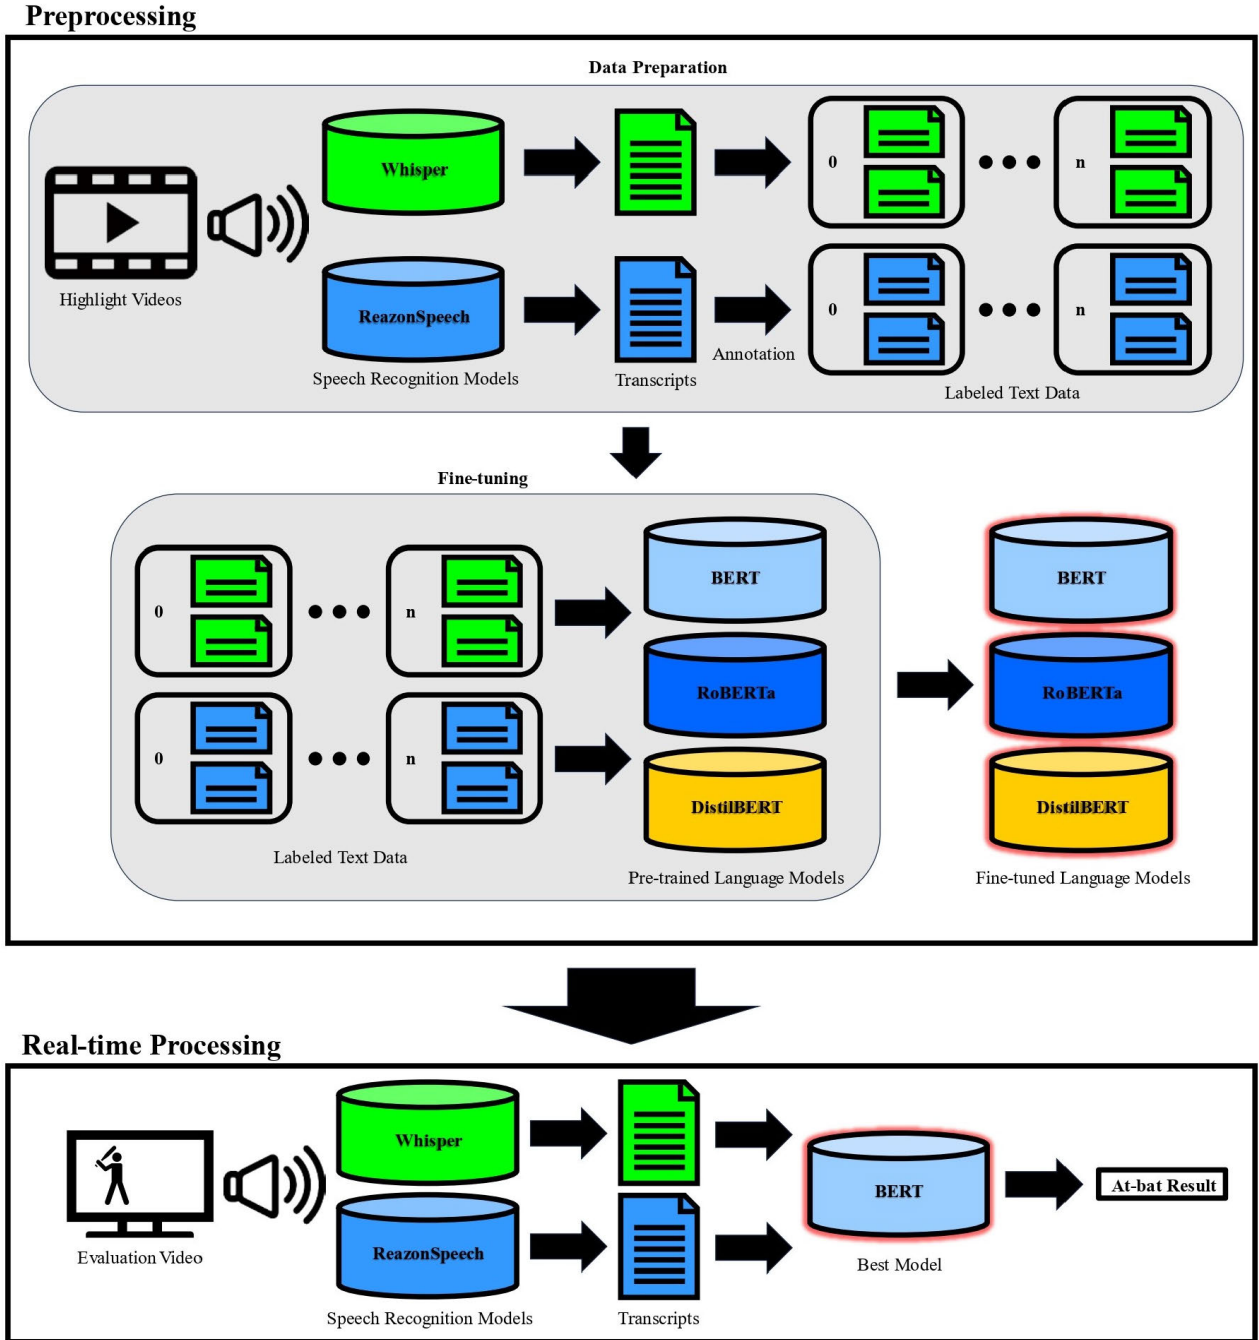 Preprocessing
Data Preparation
Whisper
0
n
Highlight Videos
ReazonSpeech
0
n
Annotation
Speech Recognition Models
Transcripts
Labeled Text Data
Fine-tuning
BERT
BERT
0
n
RoBERTa
RoBERTa
0
n
DistilBERT
DistilBERT
Labeled Text Data
Pre-trained Language Models
Fine-tuned Language Models
Real-time Processing
Whisper
BERT
At-bat Result
ReazonSpeech
Evaluation Video
Best Model
Speech Recognition Models
Transcripts